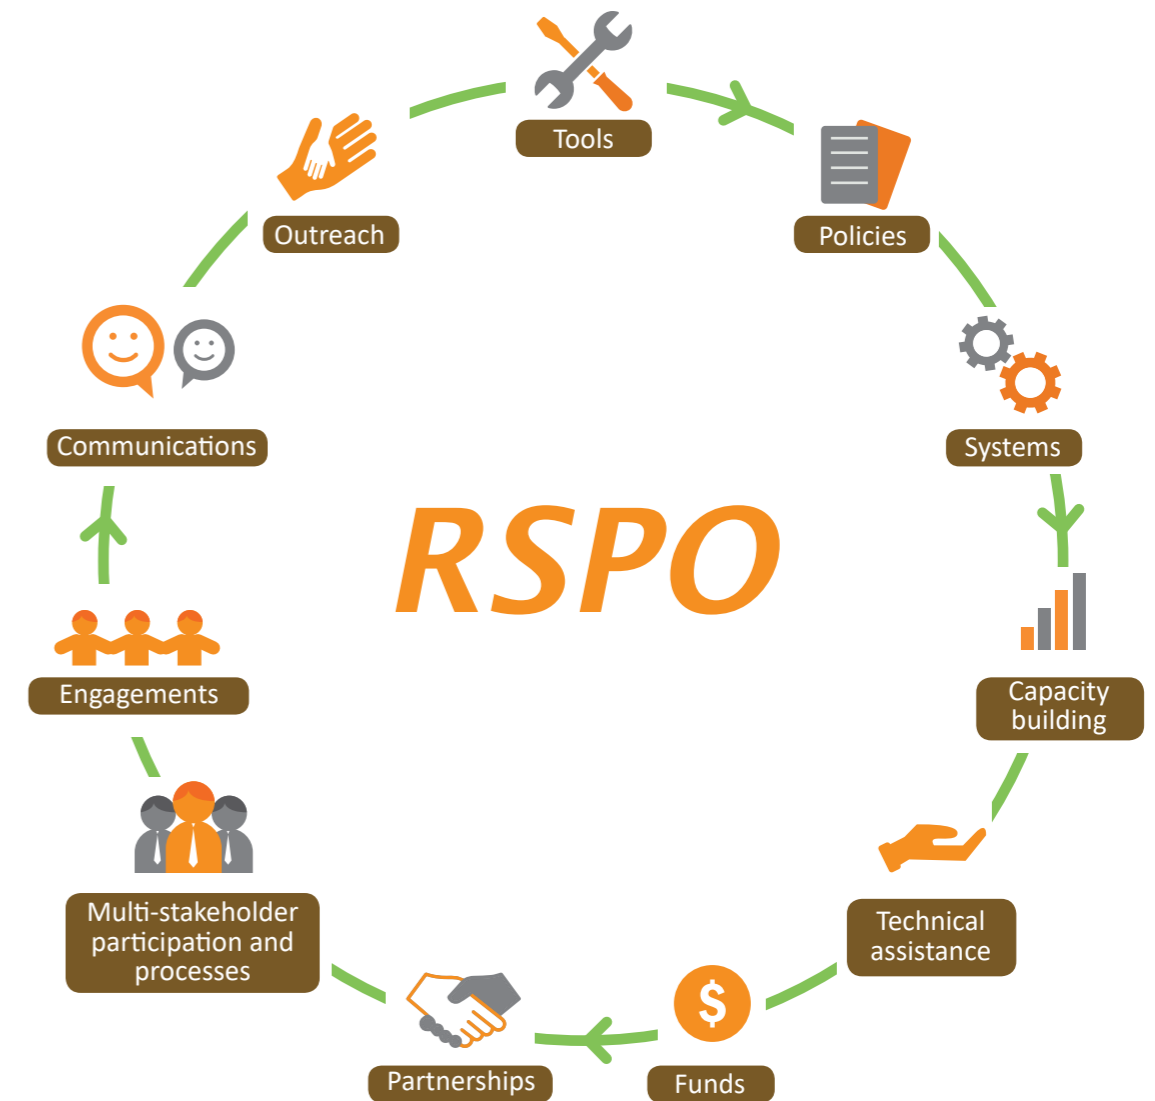 Tools
Policies
Systems
Capacity
building
Technical
assistance
Funds
Partnerships
Multi-stakeholder
participation and
processes
Engagements
Communications
Outreach
RSPO
$